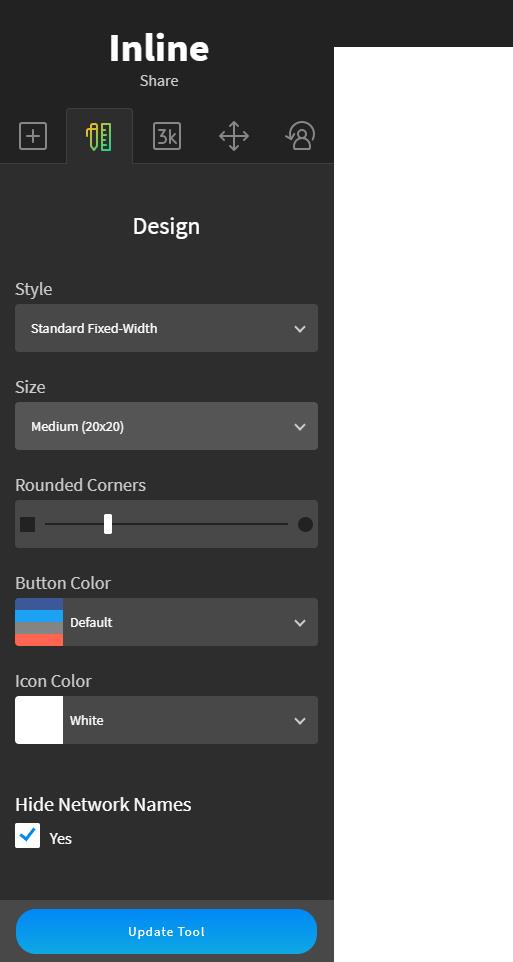 Inline
Share
3k
Design
Style
Standard Fixed-Width
Size
Medium (20x20)
Rounded Corners
Button Color
Default
Icon Color
White
Hide Network Names
Yes
Update Tool